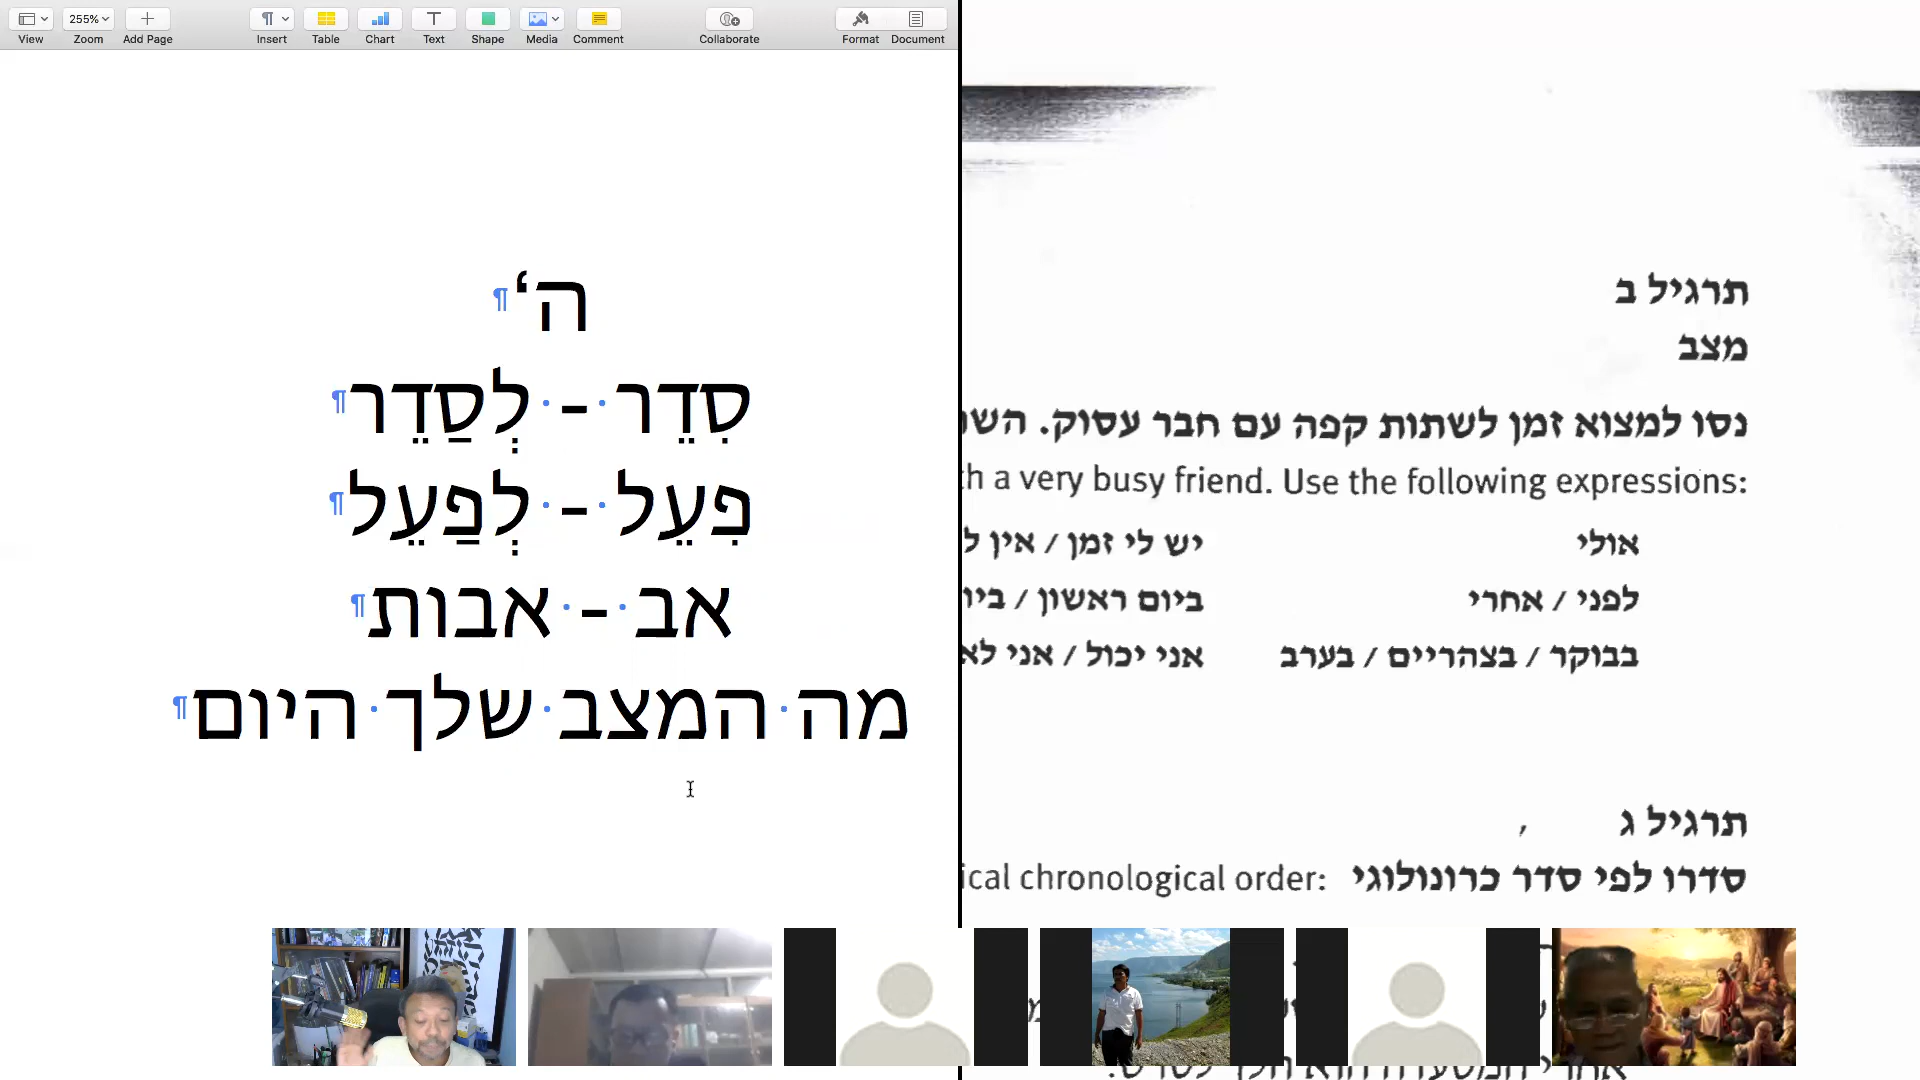 View
255%
Zoom
Add Page
Insert
Table
Chart
Text
Shape
Media
Comment
Collaborate
Format
Document
ה‘
סִדֵר - לְסַדֵר
פִעֵל - לְפַעֵל
אב - אבות
מה המצב שלך היום
תרגיל ב
מצב
נסו למצוא זמן לשתות קפה עם חבר עסוק.
h a very busy friend. Use the following expressions:
אולי
יש לי זמן / אין
לפני / אחרי
ביום ראשון /
בבוקר / בצהריים / בערב
אני יכול / אני
תרגיל ג
סדרו לפי סדר כרונולוגי
ical chronological order: